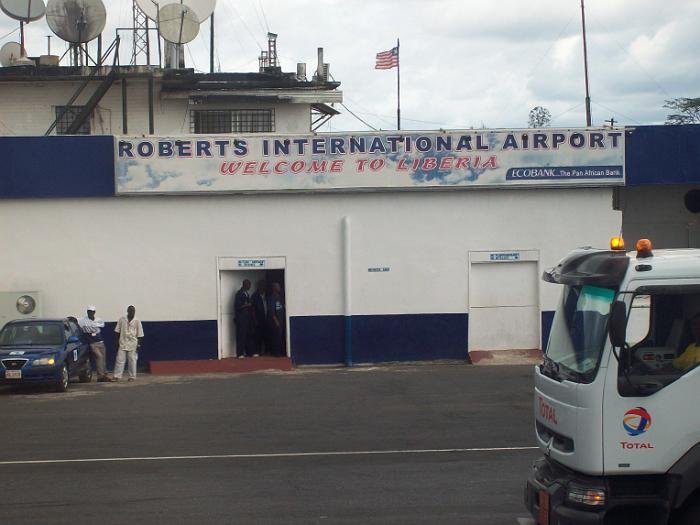 ROBERTS INTERNATIONAL AIRPORT
WELCOME TO LIBERIA
ECOBANK...The Pan African Bank
TOTAL
TOTAL